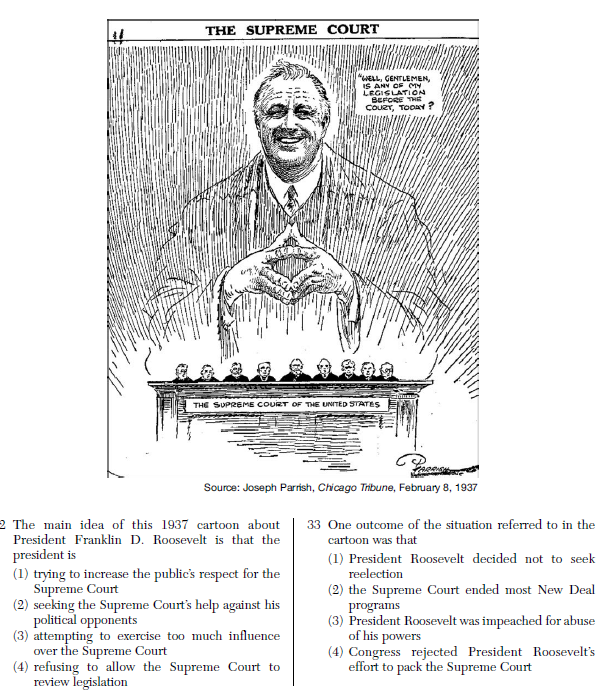 THE SUPREME COURT
"WELL, GENTLEMEN,
IS ANY OF MY
LEGISLATION
BEFORE THE
COURT, TODAY?
THE SUPREME COURT OF THE UNITED STATES
PARRISH
Source: Joseph Parrish, Chicago Tribune, February 8, 1937
2 The main idea of this 1937 cartoon about
President Franklin D. Roosevelt is that the
president is
(1) trying to increase the public's respect for the
Supreme Court
(2) seeking the Supreme Court's help against his
political opponents
(3) attempting to exercise too much influence
over the Supreme Court
(4) refusing to allow the Supreme Court to
review legislation
33 One outcome of the situation referred to in the
cartoon was that
(1) President Roosevelt decided not to seek
reelection
(2) the Supreme Court ended most New Deal
programs
(3) President Roosevelt was impeached for abuse
of his powers
(4) Congress rejected President Roosevelt's
effort to pack the Supreme Court